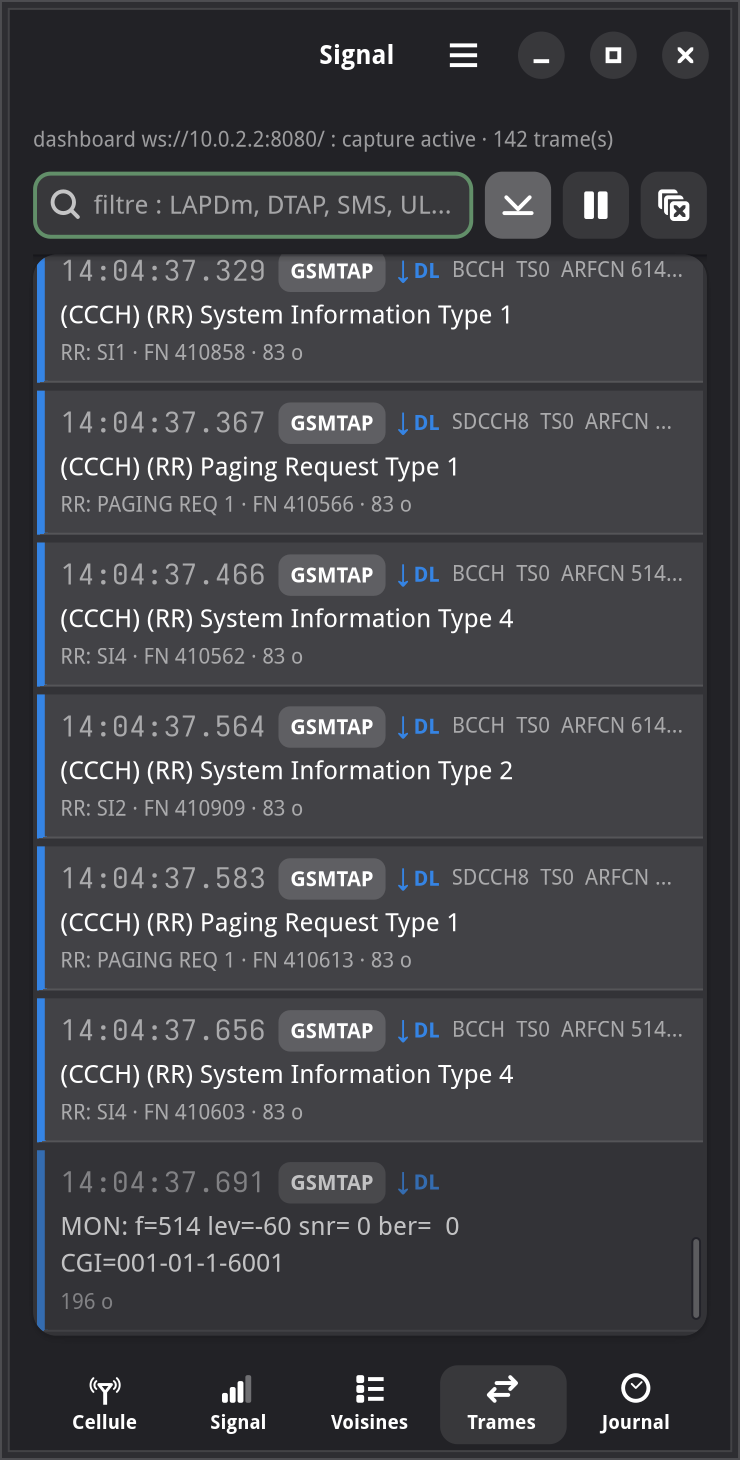 Signal
dashboard ws://10.0.2.2:8080/ : capture active · 142 trame(s)
filtre : LAPDm, DTAP, SMS, UL…
14:04:37.329 GSMTAP ↓ DL BCCH TS0 ARFCN 614…
(CCCH) (RR) System Information Type 1
RR: SI1 · FN 410858 · 83 o
14:04:37.367 GSMTAP ↓ DL SDCCH8 TS0 ARFCN …
(CCCH) (RR) Paging Request Type 1
RR: PAGING REQ 1 · FN 410566 · 83 o
14:04:37.466 GSMTAP ↓ DL BCCH TS0 ARFCN 514…
(CCCH) (RR) System Information Type 4
RR: SI4 · FN 410562 · 83 o
14:04:37.564 GSMTAP ↓ DL BCCH TS0 ARFCN 614…
(CCCH) (RR) System Information Type 2
RR: SI2 · FN 410909 · 83 o
14:04:37.583 GSMTAP ↓ DL SDCCH8 TS0 ARFCN …
(CCCH) (RR) Paging Request Type 1
RR: PAGING REQ 1 · FN 410613 · 83 o
14:04:37.656 GSMTAP ↓ DL BCCH TS0 ARFCN 514…
(CCCH) (RR) System Information Type 4
RR: SI4 · FN 410603 · 83 o
14:04:37.691 GSMTAP ↓ DL
MON: f=514 lev=-60 snr= 0 ber=  0
CGI=001-01-1-6001
196 o
Cellule Signal Voisines Trames Journal